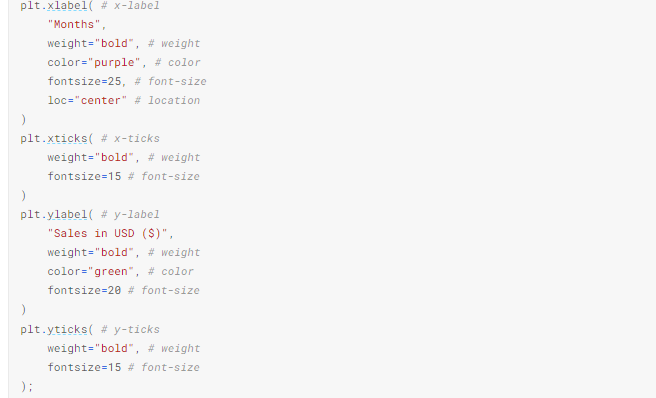 plt.xlabel( # x-label
    "Months",
    weight="bold", # weight
    color="purple", # color
    fontsize=25, # font-size
    loc="center" # location
)
plt.xticks( # x-ticks
    weight="bold", # weight
    fontsize=15 # font-size
)
plt.ylabel( # y-label
    "Sales in USD ($)",
    weight="bold", # weight
    color="green", # color
    fontsize=20 # font-size
)
plt.yticks( # y-ticks
    weight="bold", # weight
    fontsize=15 # font-size
);